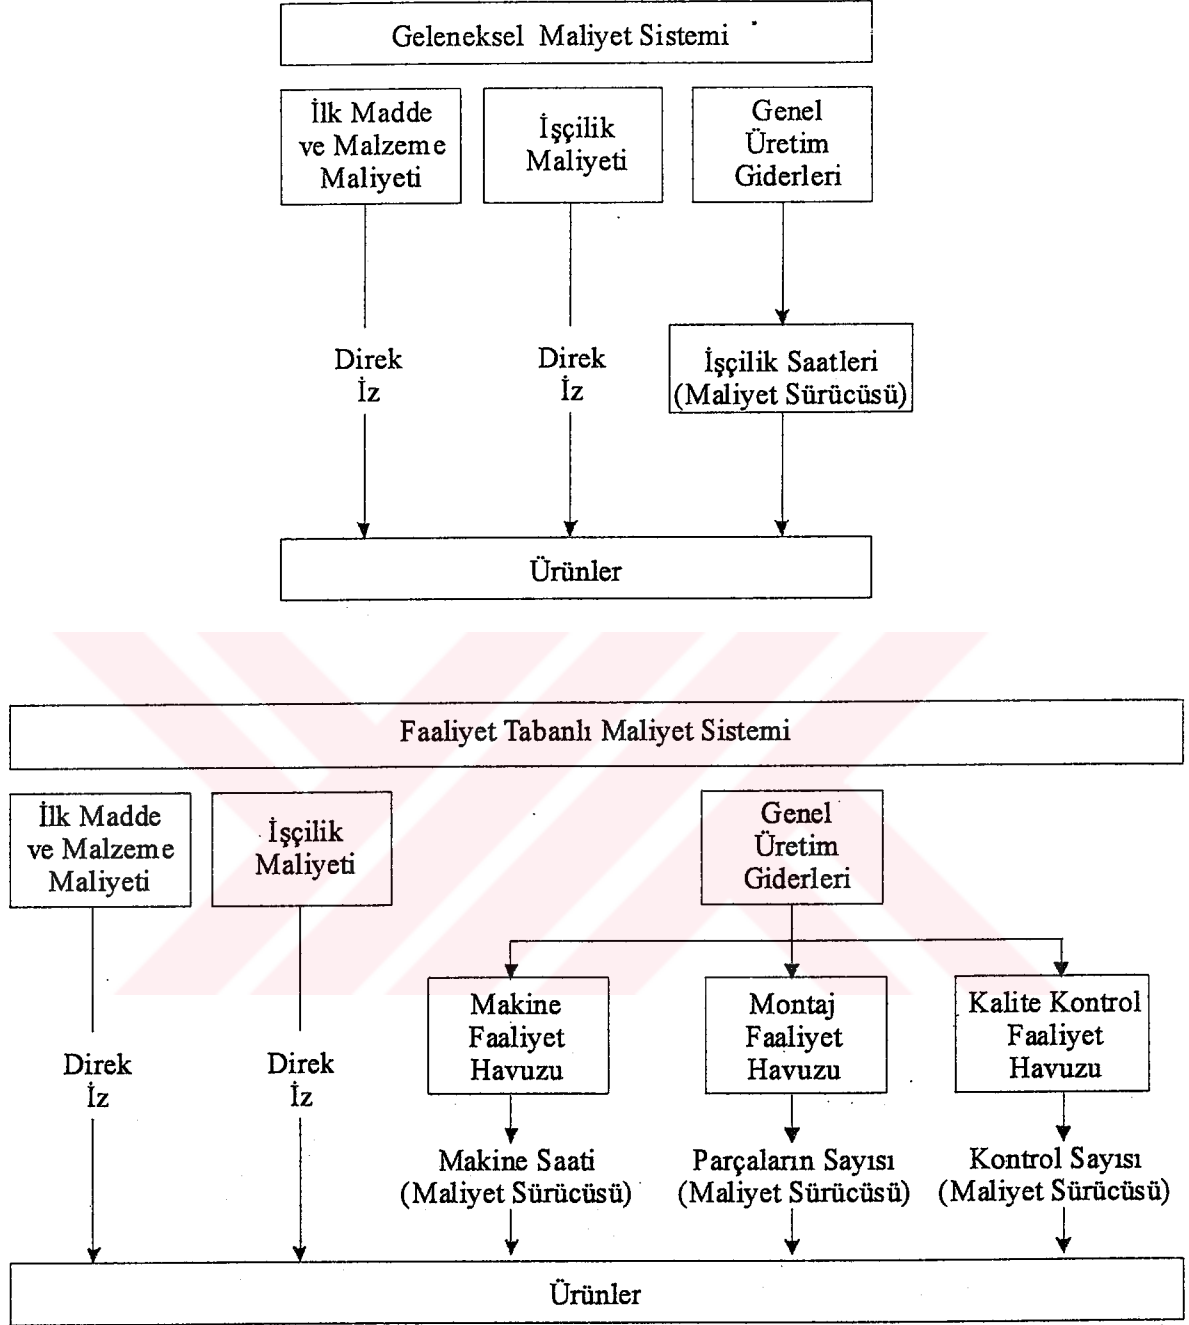 Geleneksel Maliyet Sistemi
İlk Madde
ve Malzeme
Maliyeti
İşçilik
Maliyeti
Genel
Üretim
Giderleri
Direk
İz
Direk
İz
İşçilik Saatleri
(Maliyet Sürücüsü)
Ürünler
Faaliyet Tabanlı Maliyet Sistemi
İlk Madde
ve Malzeme
Maliyeti
İşçilik
Maliyeti
Genel
Üretim
Giderleri
Makine
Faaliyet
Havuzu
Montaj
Faaliyet
Havuzu
Kalite Kontrol
Faaliyet
Havuzu
Direk
İz
Direk
İz
Makine Saati
(Maliyet Sürücüsü)
Parçaların Sayısı
(Maliyet Sürücüsü)
Kontrol Sayısı
(Maliyet Sürücüsü)
Ürünler